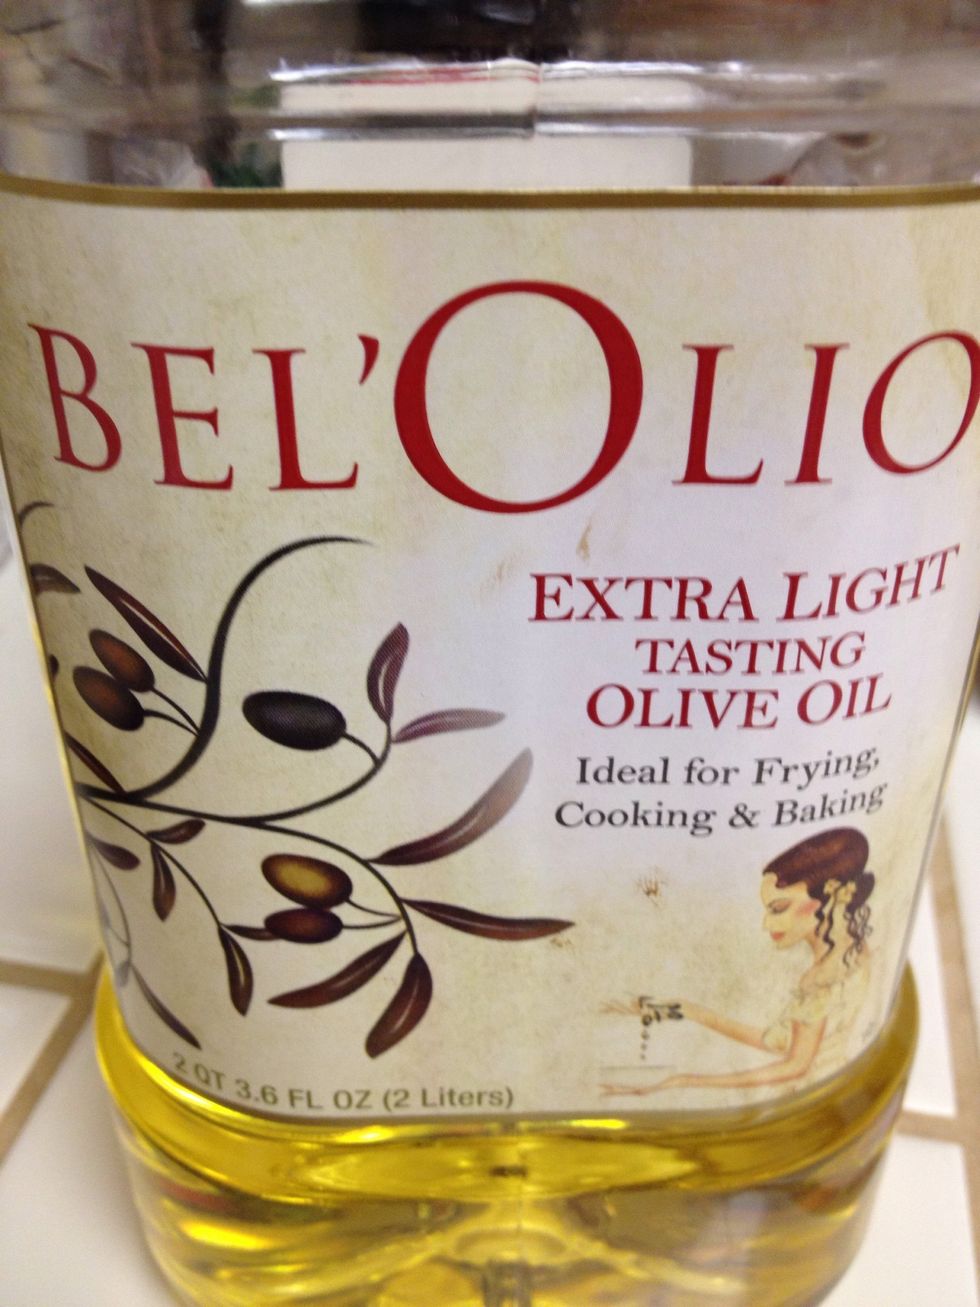 BEL'OLIO
EXTRA LIGHT
TASTING
OLIVE OIL
Ideal for Frying,
Cooking & Baking
2 QT 3.6 FL OZ (2 Liters)